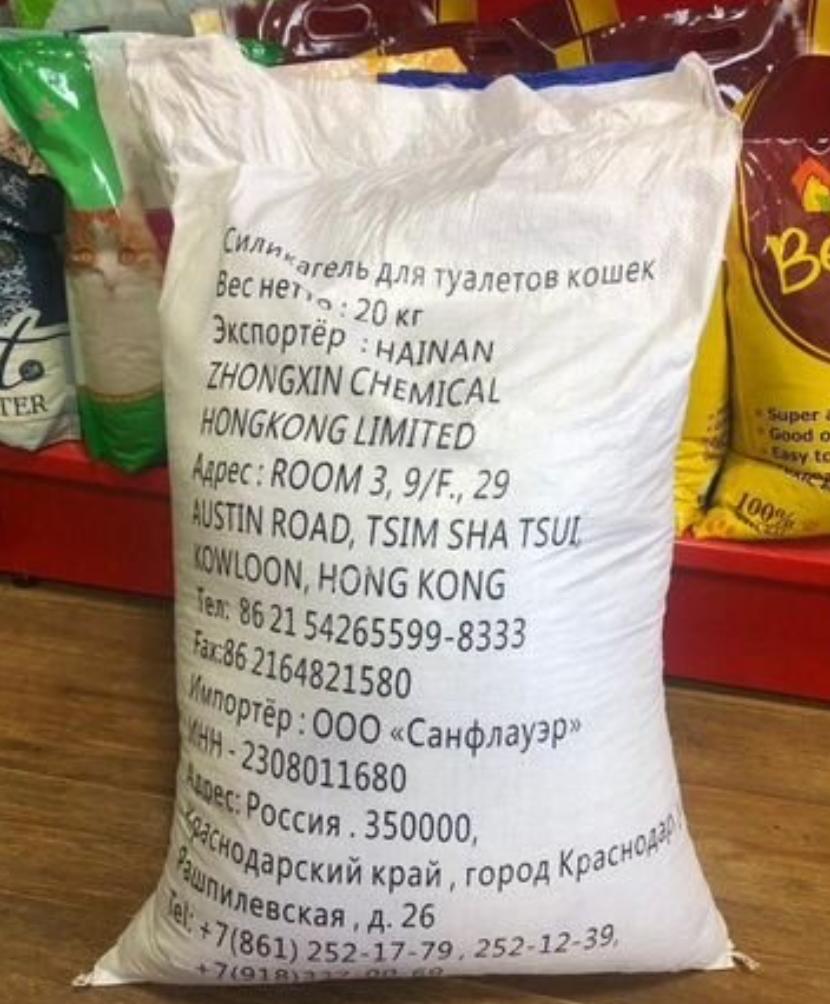 Силикагель для туалетов кошек
Вес нетто : 20 кг
Экспортёр : HAINAN
ZHONGXIN CHEMICAL
HONGKONG LIMITED
Адрес : ROOM 3, 9/F., 29
AUSTIN ROAD, TSIM SHA TSUI,
KOWLOON, HONG KONG
Тел: 86 21 54265599-8333
Fax:86 2164821580
Импортёр : ООО «Санфлауэр»
ИНН - 2308011680
Адрес: Россия . 350000,
Краснодарский край , город Краснодар,
Рашпилевская , д. 26
Tel: +7(861) 252-17-79 , 252-12-39,
+7(918)
TER
Super
Good
Easy to
100%